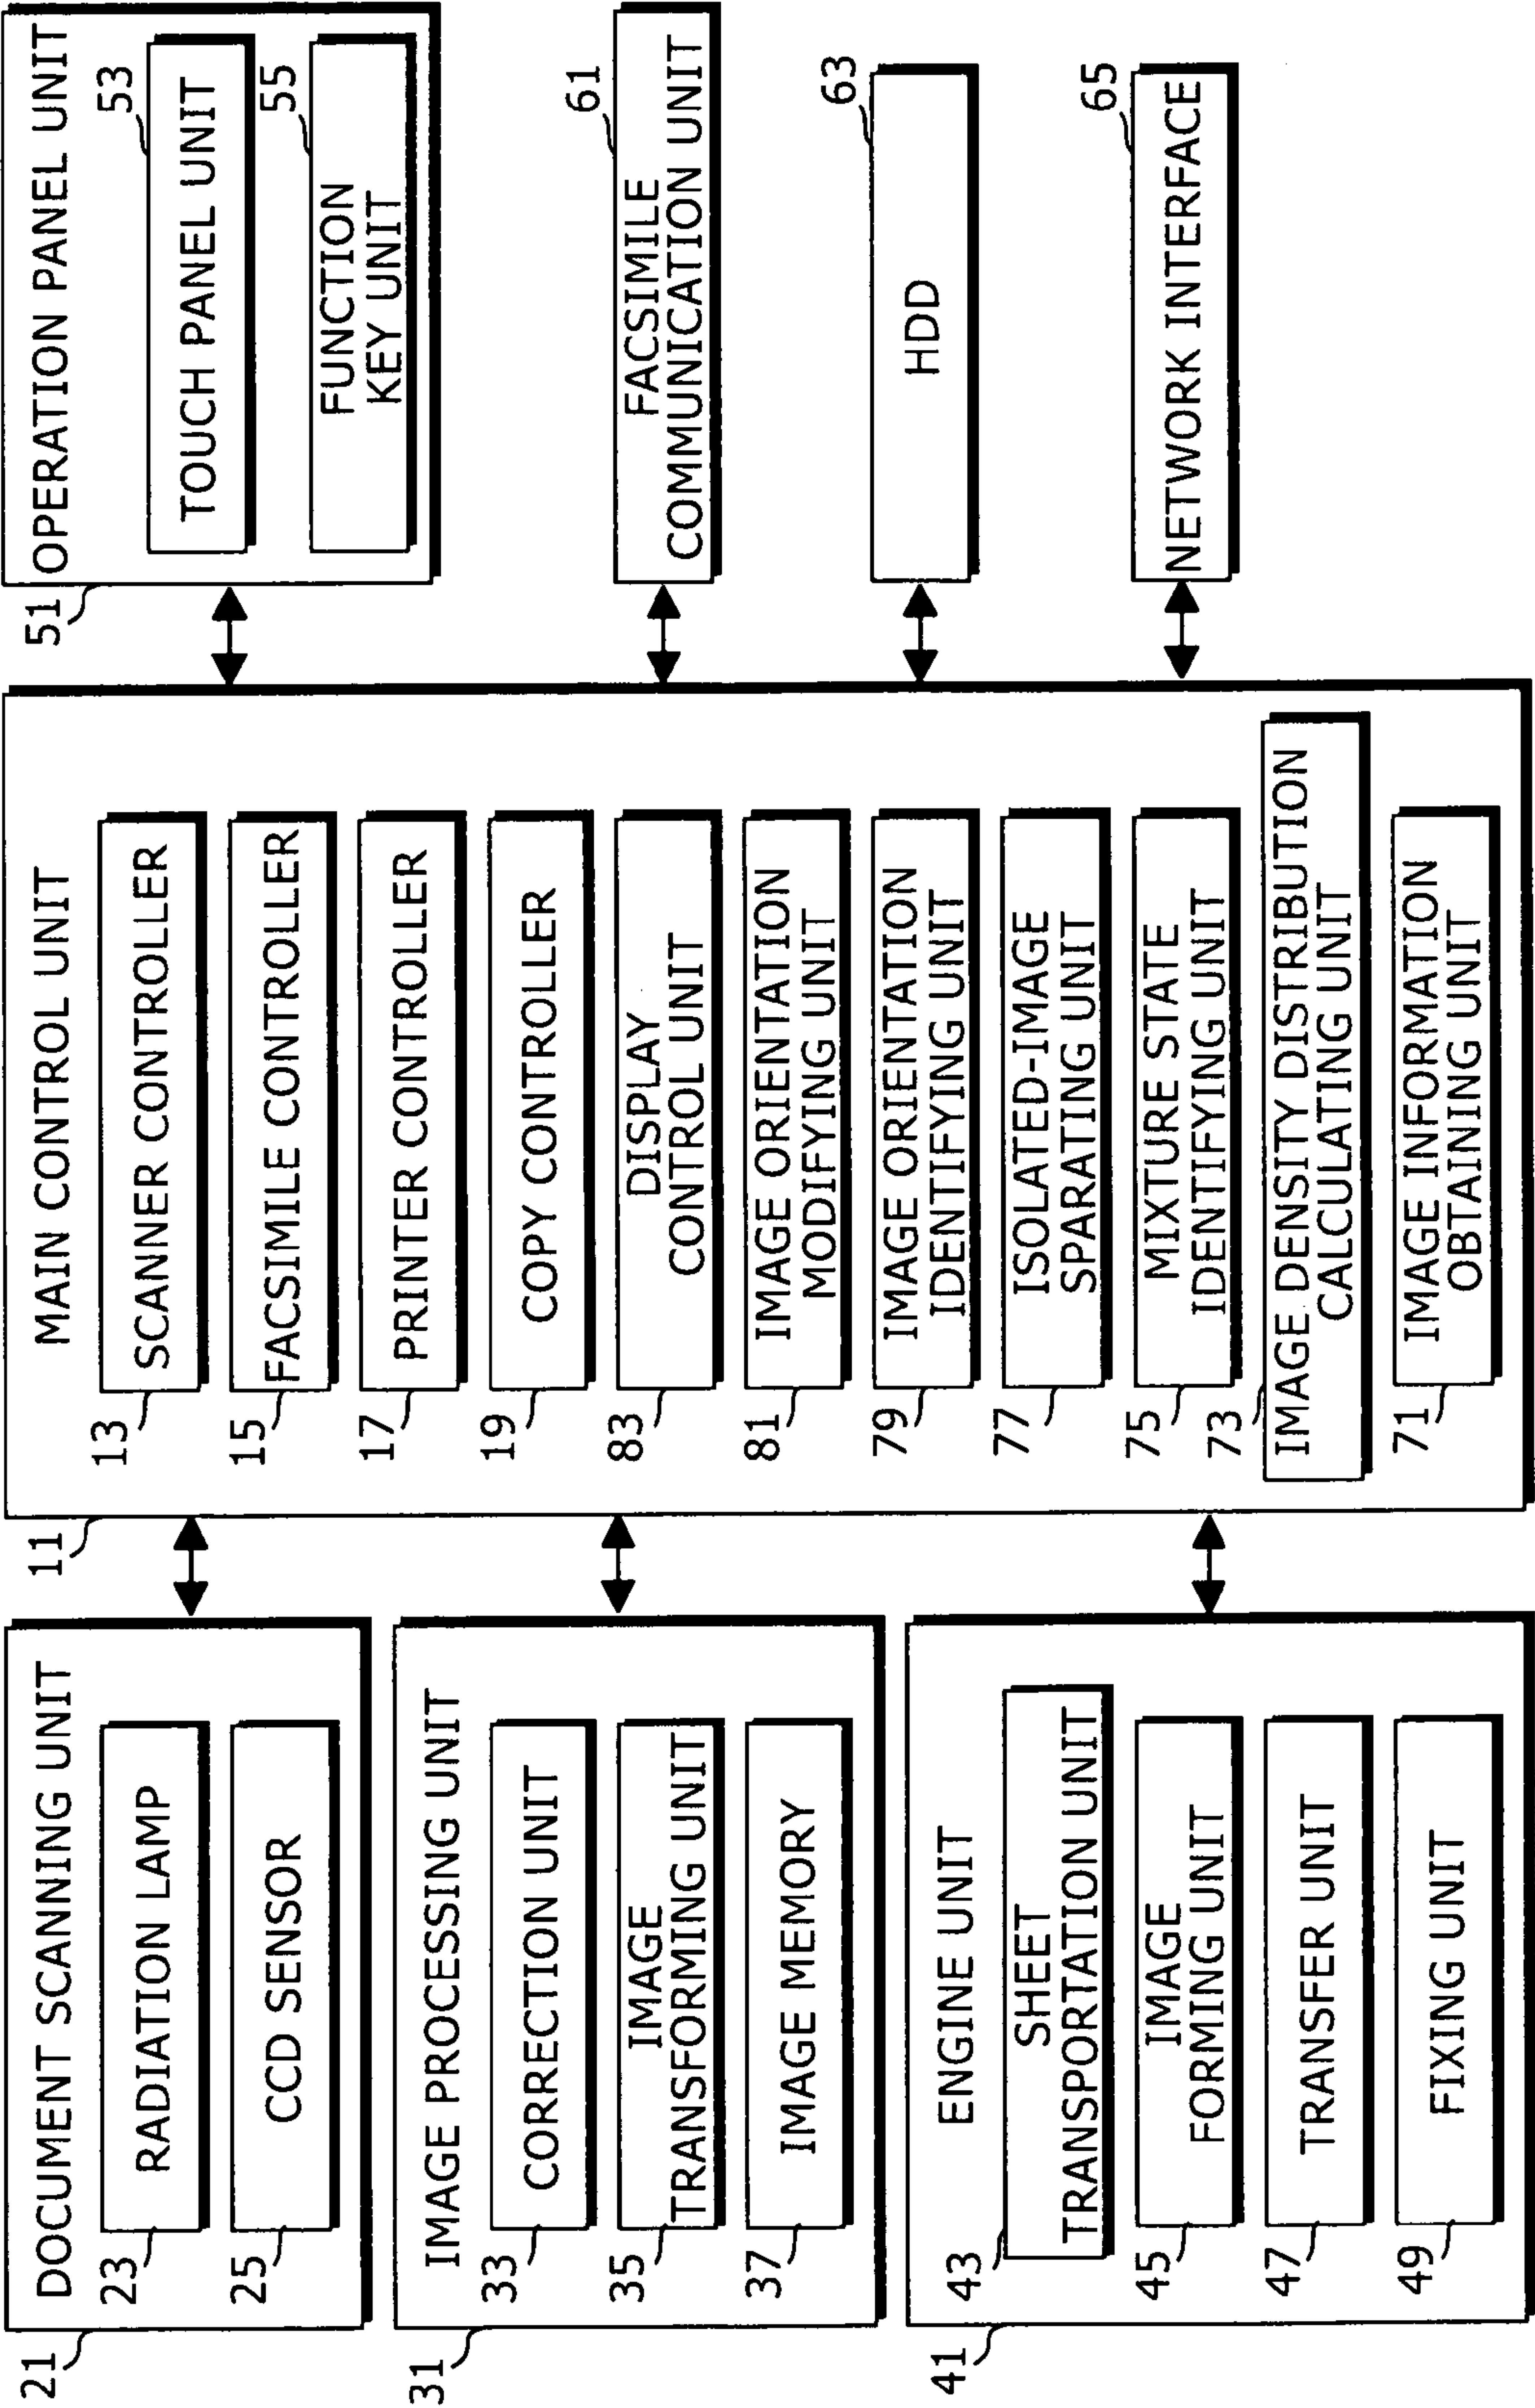 21
DOCUMENT SCANNING UNIT
23
RADIATION LAMP
25
CCD SENSOR
31
IMAGE PROCESSING UNIT
33
CORRECTION UNIT
35
IMAGE
TRANSFORMING UNIT
37
IMAGE MEMORY
41
ENGINE UNIT
43
SHEET
TRANSPORTATION UNIT
45
IMAGE
FORMING UNIT
47
TRANSFER UNIT
49
FIXING UNIT
11
MAIN CONTROL UNIT
13
SCANNER CONTROLLER
15
FACSIMILE CONTROLLER
17
PRINTER CONTROLLER
19
COPY CONTROLLER
83
DISPLAY
CONTROL UNIT
81
IMAGE ORIENTATION
MODIFYING UNIT
79
IMAGE ORIENTATION
IDENTIFYING UNIT
77
ISOLATED-IMAGE
SPARATING UNIT
75
MIXTURE STATE
IDENTIFYING UNIT
73
IMAGE DENSITY DISTRIBUTION
CALCULATING UNIT
71
IMAGE INFORMATION
OBTAINING UNIT
51
OPERATION PANEL UNIT
53
TOUCH PANEL UNIT
55
FUNCTION
KEY UNIT
61
FACSIMILE
COMMUNICATION UNIT
63
HDD
65
NETWORK INTERFACE